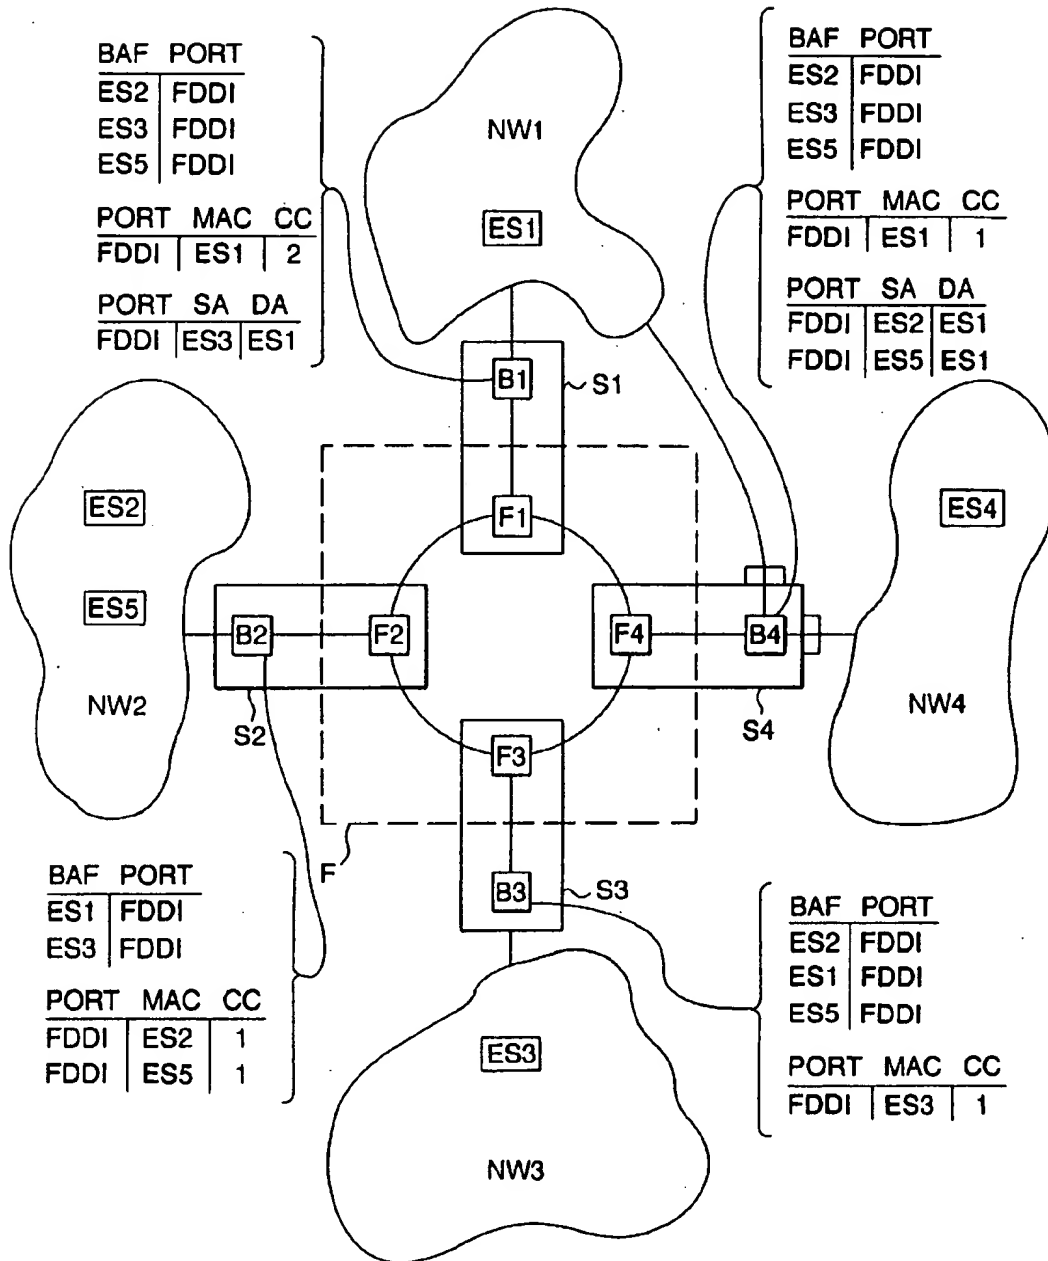 BAF PORT
ES2 FDDI
ES3 FDDI
ES5 FDDI
PORT MAC CC
FDDI ES1 2
PORT SA DA
FDDI ES3 ES1
BAF PORT
ES2 FDDI
ES3 FDDI
ES5 FDDI
PORT MAC CC
FDDI ES1 1
PORT SA DA
FDDI ES2 ES1
FDDI ES5 ES1
NW1
ES1
B1
S1
F1
ES2
ES5
NW2
B2
F2
S2
F4
B4
S4
ES4
NW4
F3
F
B3
S3
ES3
NW3
BAF PORT
ES1 FDDI
ES3 FDDI
PORT MAC CC
FDDI ES2 1
FDDI ES5 1
BAF PORT
ES2 FDDI
ES1 FDDI
ES5 FDDI
PORT MAC CC
FDDI ES3 1